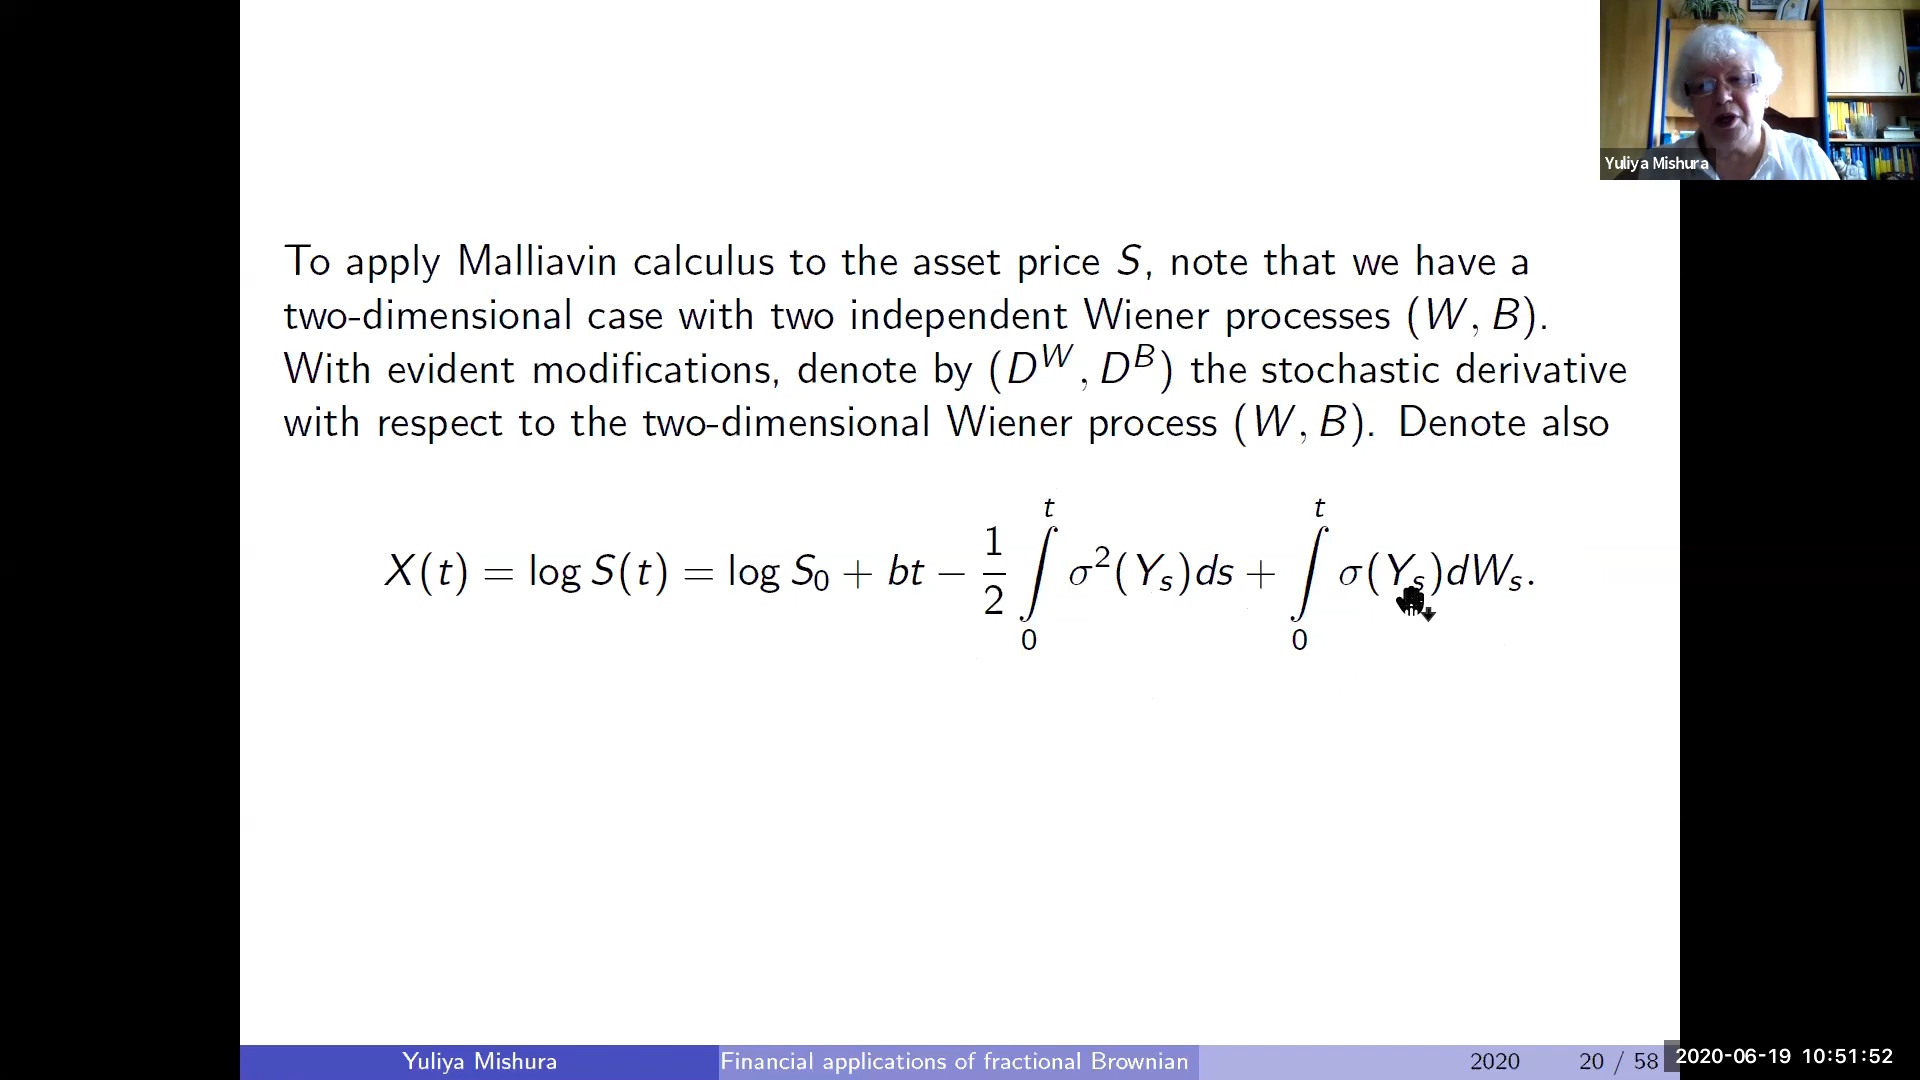 Yuliya Mishura
To apply Malliavin calculus to the asset price S, note that we have a
two-dimensional case with two independent Wiener processes (W, B).
With evident modifications, denote by (D^W, D^B) the stochastic derivative
with respect to the two-dimensional Wiener process (W, B). Denote also
X(t) = log S(t) = log S_0 + bt − \frac{1}{2} \int_0^t σ^2(Y_s)ds + \int_0^t σ(Y_s)dW_s.
Yuliya Mishura Financial applications of fractional Brownian 2020 20 / 58
2020-06-19 10:51:52